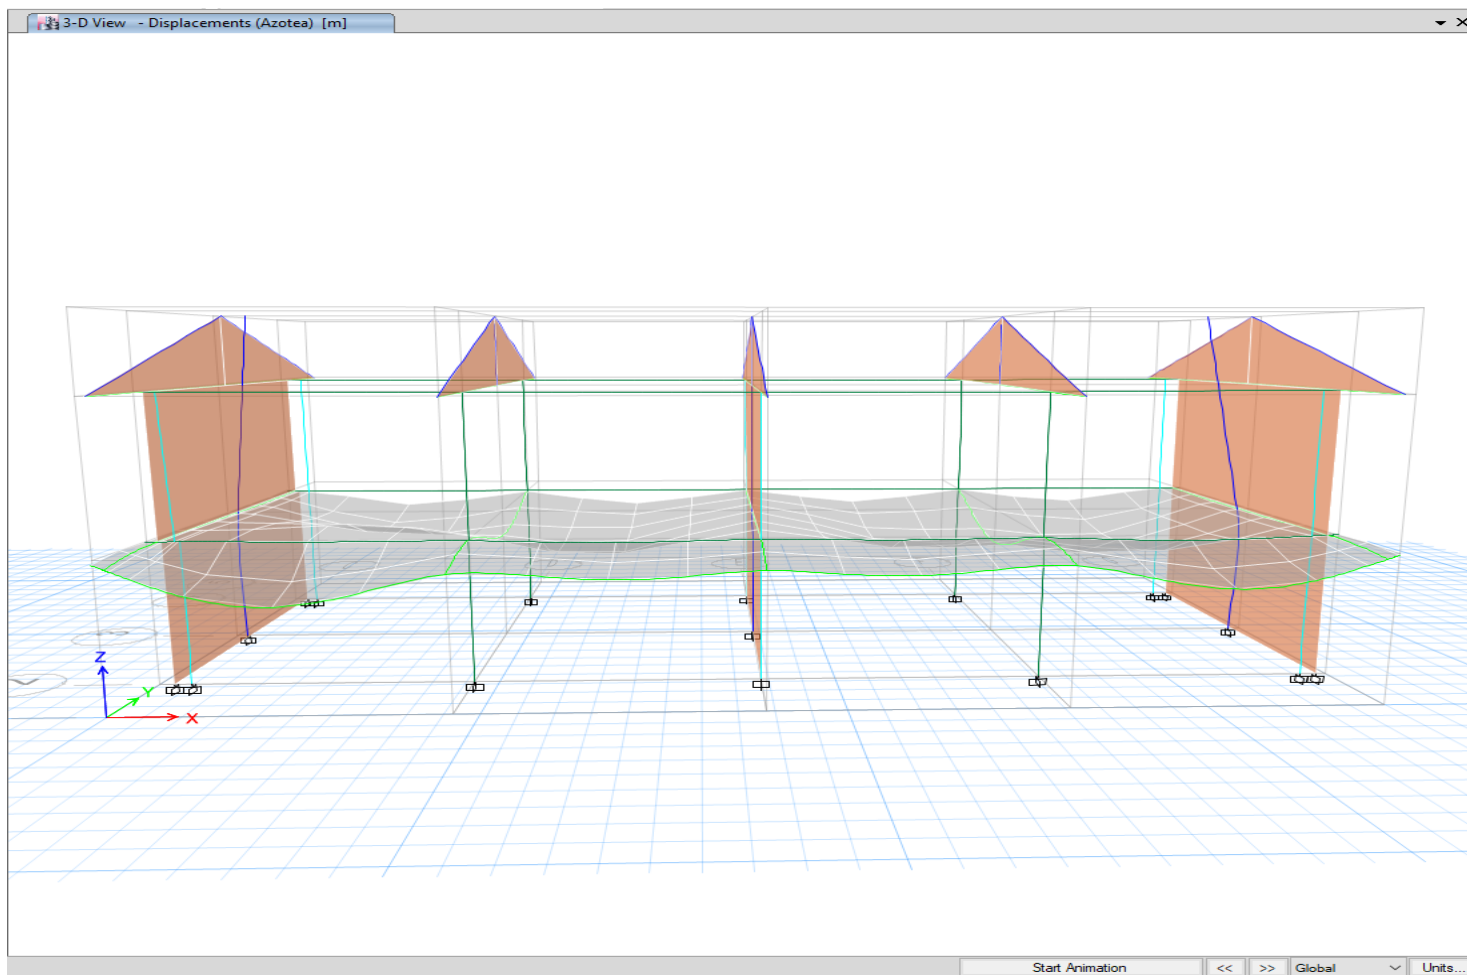 3-D View - Displacements (Azotea) [m]
Z
Y
X
Start Animation
<<
>>
Global
Units...